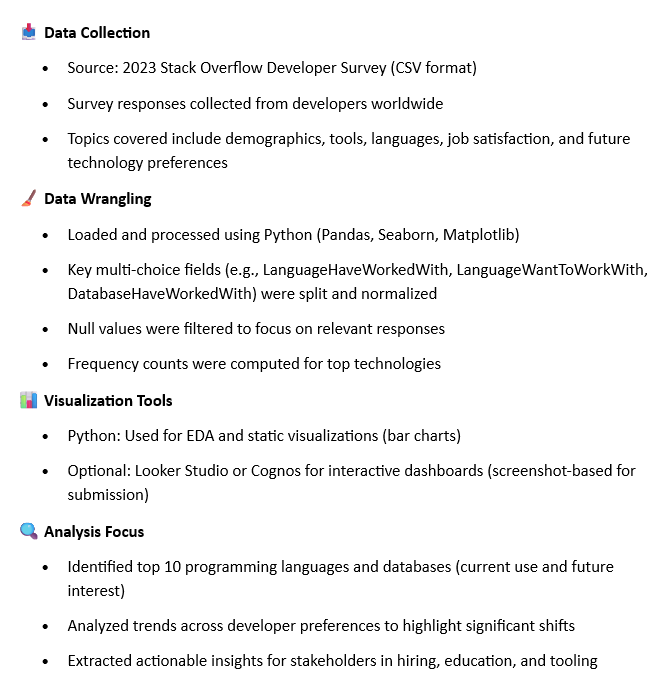 Data Collection
• Source: 2023 Stack Overflow Developer Survey (CSV format)
• Survey responses collected from developers worldwide
• Topics covered include demographics, tools, languages, job satisfaction, and future
technology preferences
Data Wrangling
• Loaded and processed using Python (Pandas, Seaborn, Matplotlib)
• Key multi-choice fields (e.g., LanguageHaveWorkedWith, LanguageWantToWorkWith,
DatabaseHaveWorkedWith) were split and normalized
• Null values were filtered to focus on relevant responses
• Frequency counts were computed for top technologies
Visualization Tools
• Python: Used for EDA and static visualizations (bar charts)
• Optional: Looker Studio or Cognos for interactive dashboards (screenshot-based for
submission)
Analysis Focus
• Identified top 10 programming languages and databases (current use and future
interest)
• Analyzed trends across developer preferences to highlight significant shifts
• Extracted actionable insights for stakeholders in hiring, education, and tooling